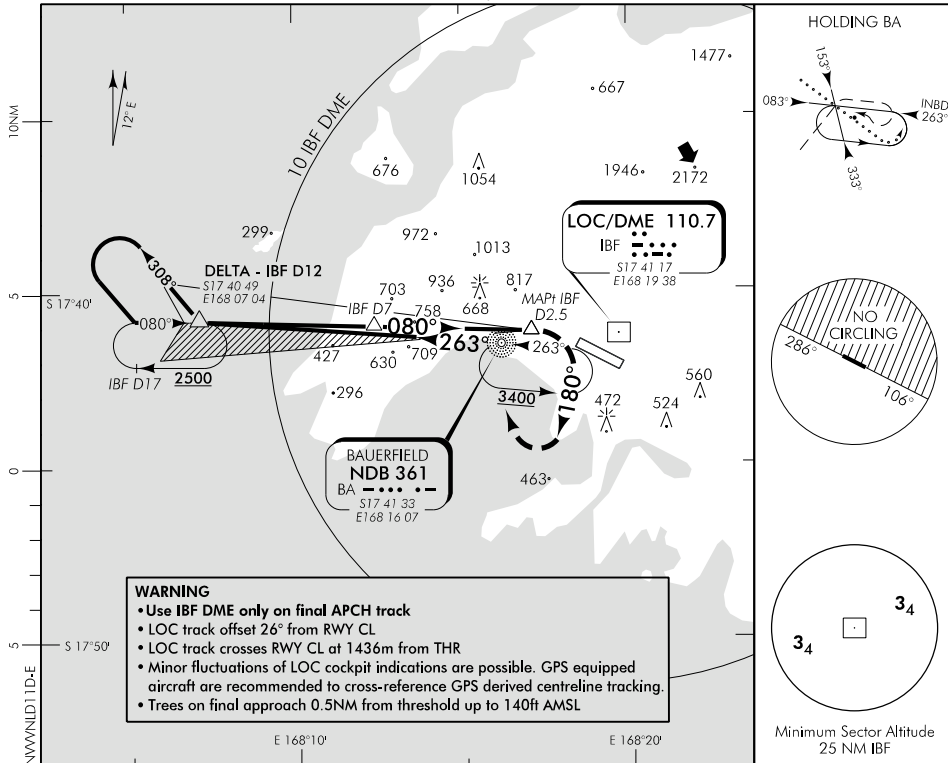 HOLDING BA
153°
083°
INBD
263°
333°
12° E
10NM
10 IBF DME
1477
667
676
1054
1946
2172
299
972
1013
LOC/DME 110.7
IBF
S17 41 17
E168 19 38
308°
DELTA - IBF D12
S17 40 49
E168 07 04
703
936
668
817
IBF D7
758
MAPt IBF
D2.5
5
S 17°40'
080°
080°
263°
263°
427
630
709
IBF D17
2500
296
3400
180°
472
524
560
NO
CIRCLING
286°
106°
BAUERFIELD
NDB 361
BA
S17 41 33
E168 16 07
463
0
WARNING
• Use IBF DME only on final APCH track
• LOC track offset 26° from RWY CL
• LOC track crosses RWY CL at 1436m from THR
• Minor fluctuations of LOC cockpit indications are possible. GPS equipped
aircraft are recommended to cross-reference GPS derived centreline tracking.
• Trees on final approach 0.5NM from threshold up to 140ft AMSL
5
S 17°50'
34
34
Minimum Sector Altitude
25 NM IBF
E 168°10'
E 168°20'